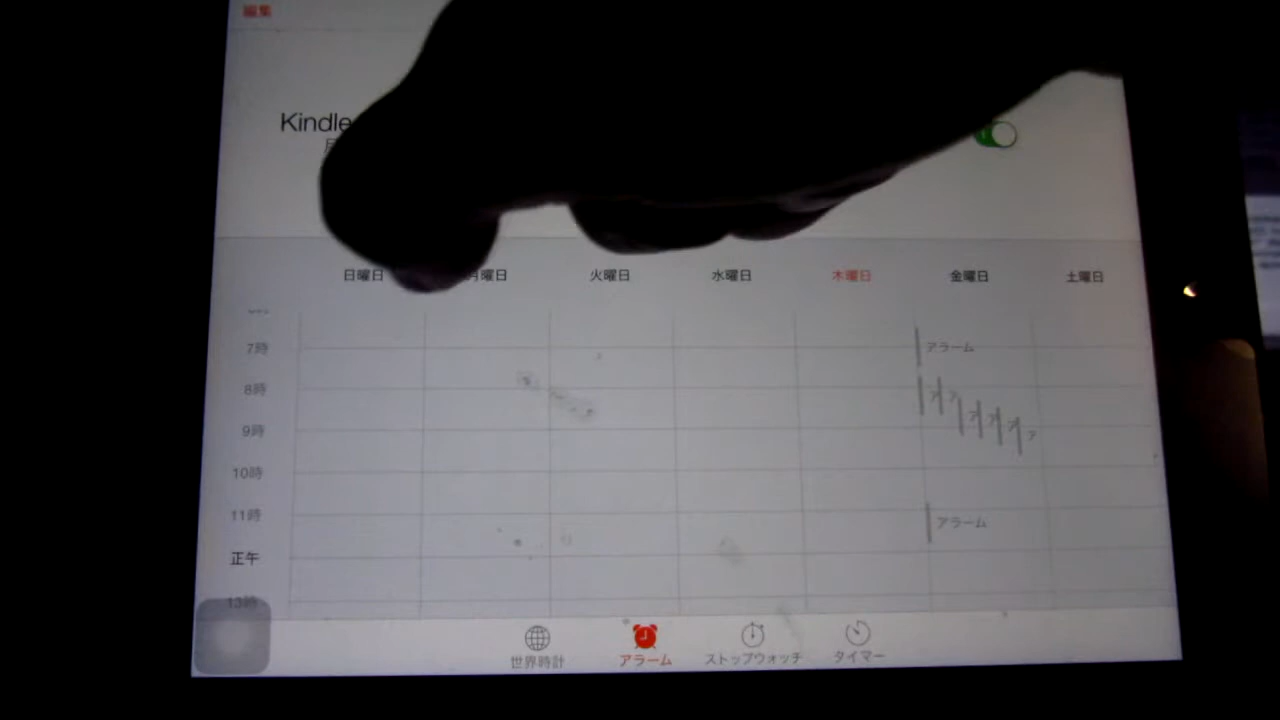 編集
Kindle
日曜日 月曜日 火曜日 水曜日 木曜日 金曜日 土曜日
7時 アラーム
8時
9時
10時
11時 アラーム
正午
13時
世界時計 アラーム ストップウォッチ タイマー